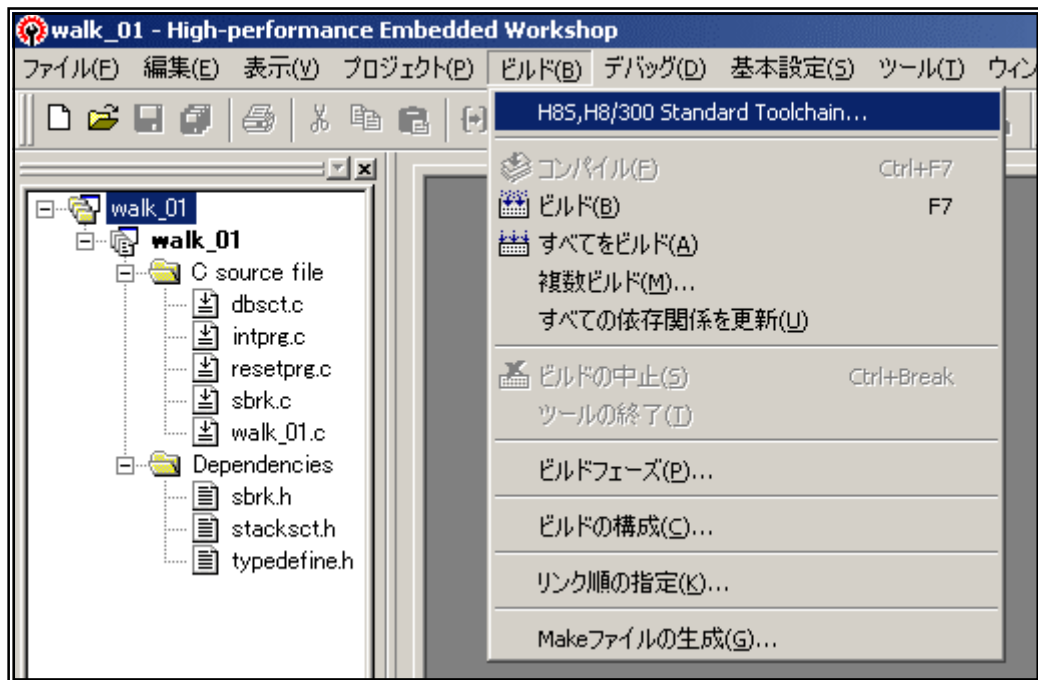 walk_01 - High-performance Embedded Workshop
ファイル(F) 編集(E) 表示(V) プロジェクト(P) ビルド(B) デバッグ(D) 基本設定(S) ツール(T) ウィン
walk_01
walk_01
C source file
dbsct.c
intprg.c
resetprg.c
sbrk.c
walk_01.c
Dependencies
sbrk.h
stacksct.h
typedefine.h
H8S,H8/300 Standard Toolchain...
コンパイル(F) Ctrl+F7
ビルド(B) F7
すべてをビルド(A)
複数ビルド(M)...
すべての依存関係を更新(U)
ビルドの中止(S) Ctrl+Break
ツールの終了(T)
ビルドフェーズ(P)...
ビルドの構成(C)...
リンク順の指定(K)...
Makeファイルの生成(G)...